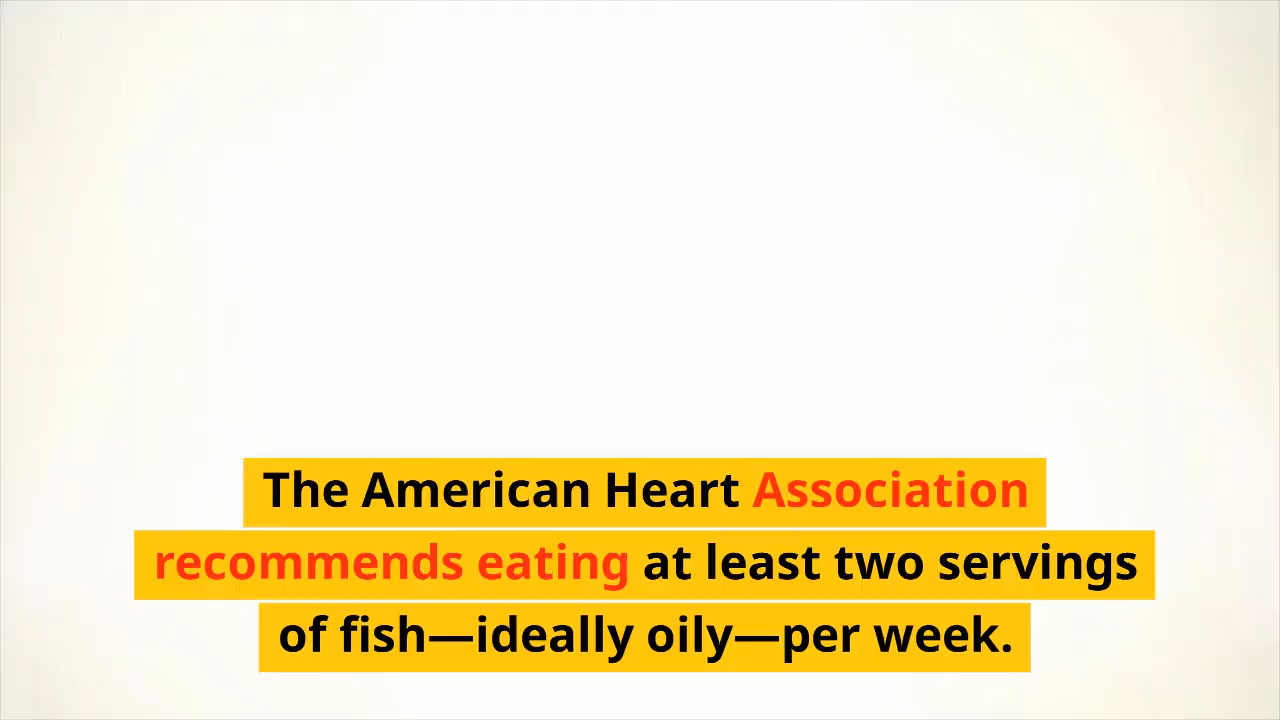 The American Heart Association
recommends eating at least two servings
of fish—ideally oily—per week.